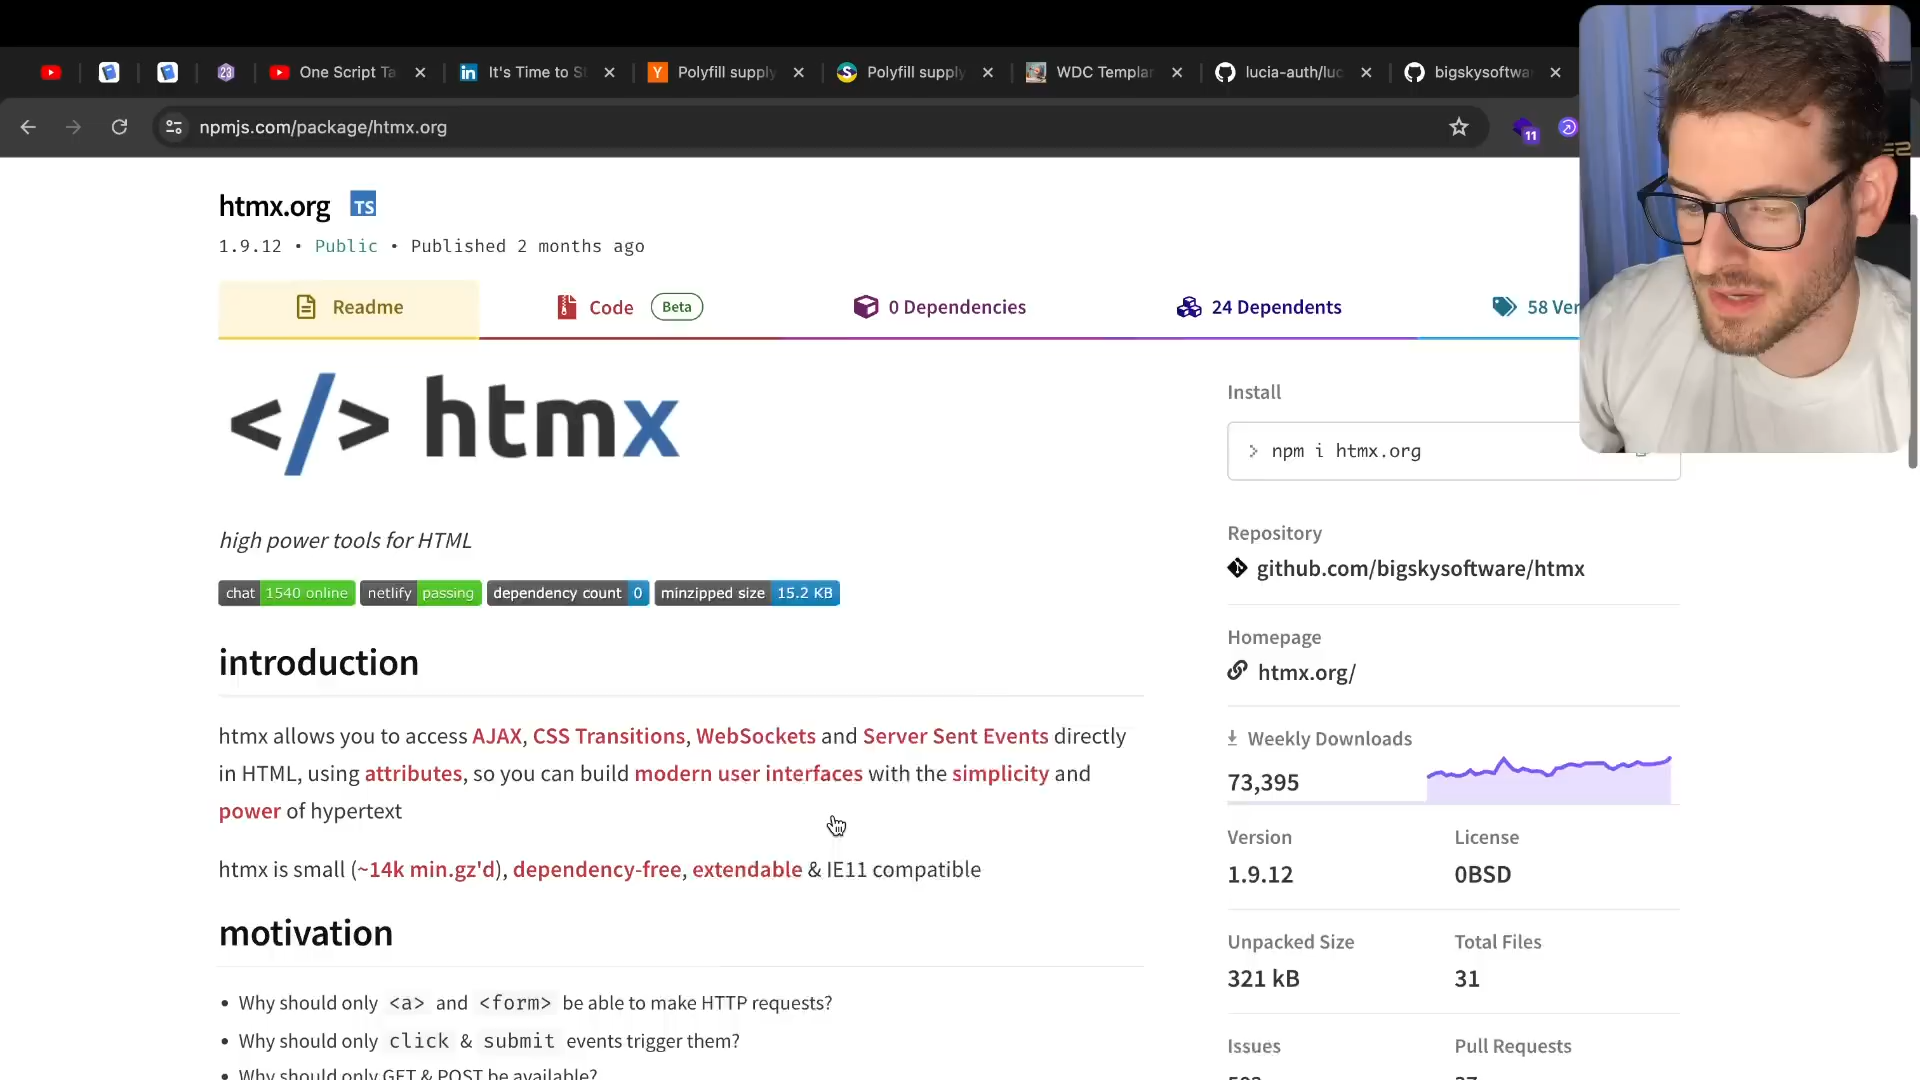 One Script Ta
It's Time to S
Polyfill supply
Polyfill supply
WDC Templa
lucia-auth/luc
bigskysoftwa
npmjs.com/package/htmx.org
11
htmx.org TS
1.9.12 • Public • Published 2 months ago
Readme
Code Beta
0 Dependencies
24 Dependents
58 Ver
</> htmx
high power tools for HTML
chat 1540 online netlify passing dependency count 0 minzipped size 15.2 KB
introduction
htmx allows you to access AJAX, CSS Transitions, WebSockets and Server Sent Events directly
in HTML, using attributes, so you can build modern user interfaces with the simplicity and
power of hypertext
htmx is small (~14k min.gz'd), dependency-free, extendable & IE11 compatible
motivation
• Why should only <a> and <form> be able to make HTTP requests?
• Why should only click & submit events trigger them?
• Why should only GET & POST be available?
Install
> npm i htmx.org
Repository
github.com/bigskysoftware/htmx
Homepage
htmx.org/
Weekly Downloads
73,395
Version
License
1.9.12
0BSD
Unpacked Size
Total Files
321 kB
31
Issues
Pull Requests